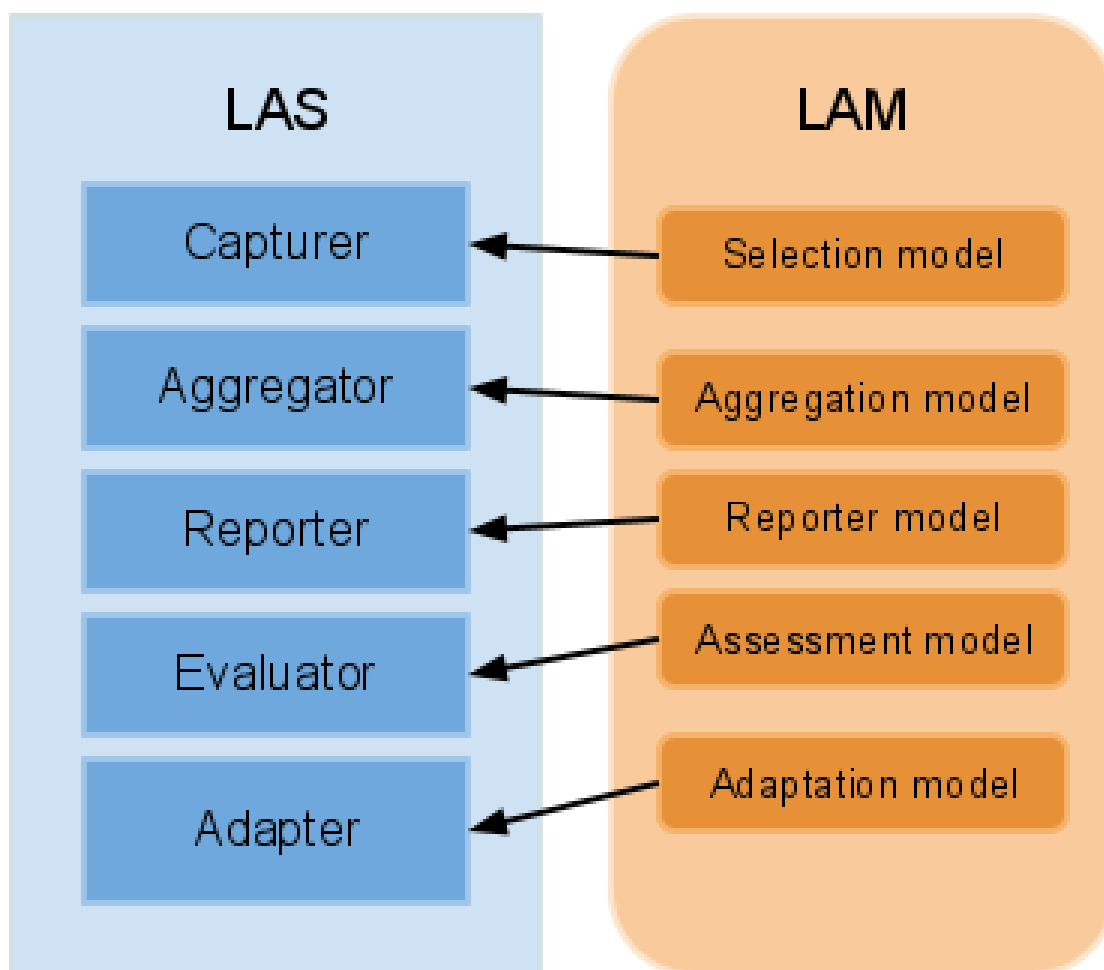 LAS
Capturer
Aggregator
Reporter
Evaluator
Adapter
LAM
Selection model
Aggregation model
Reporter model
Assessment model
Adaptation model